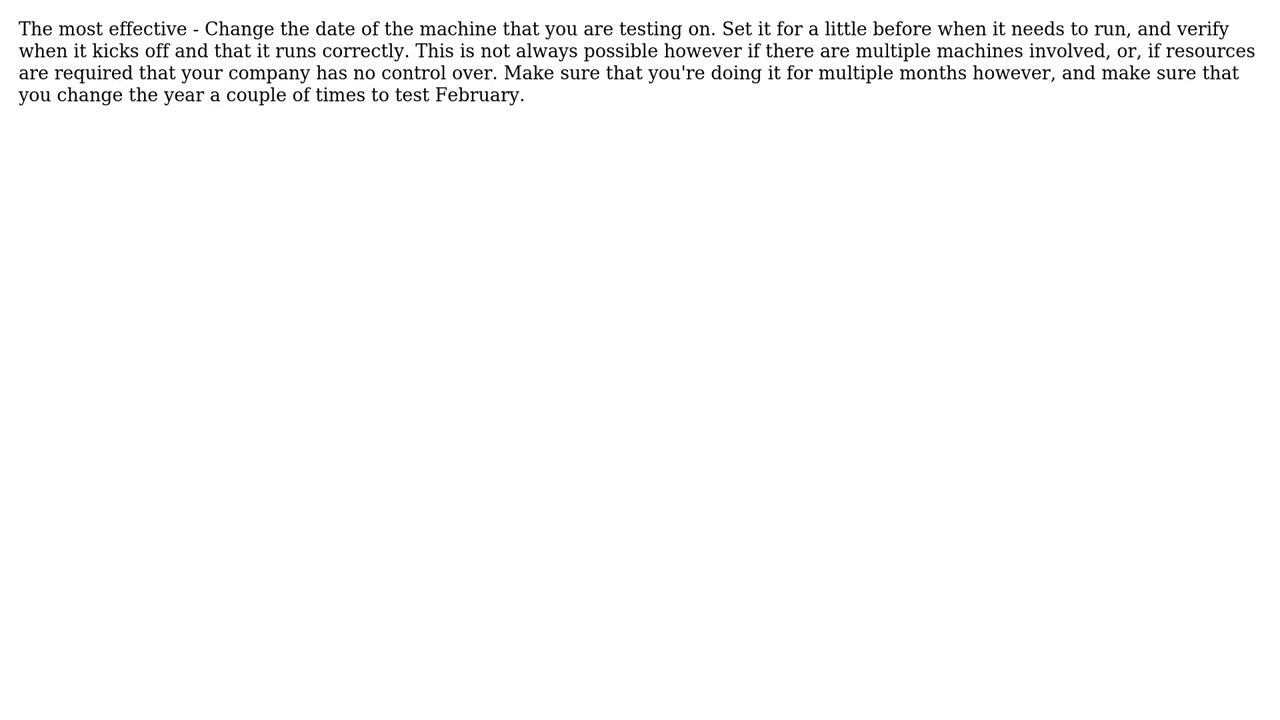 The most effective - Change the date of the machine that you are testing on. Set it for a little before when it needs to run, and verify
when it kicks off and that it runs correctly. This is not always possible however if there are multiple machines involved, or, if resources
are required that your company has no control over. Make sure that you're doing it for multiple months however, and make sure that
you change the year a couple of times to test February.